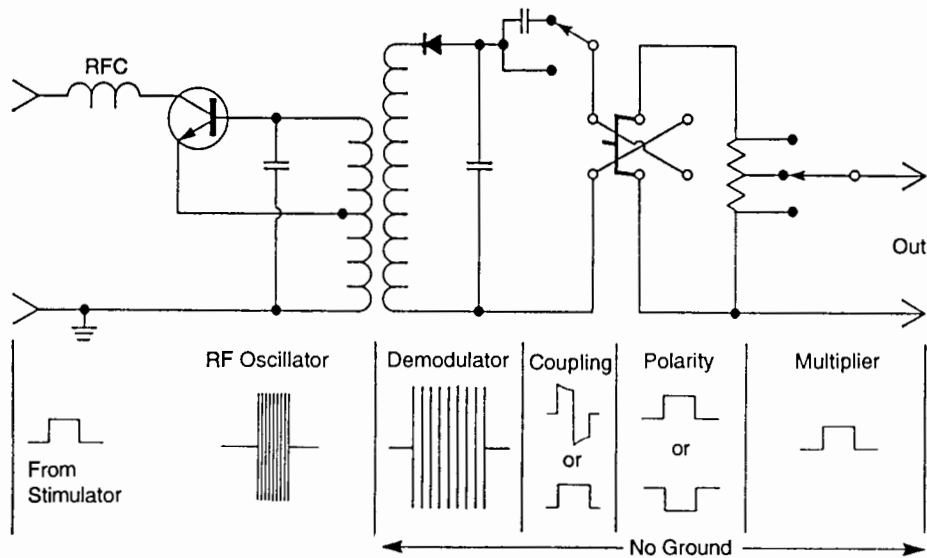 RFC
Out
RF Oscillator
Demodulator
Coupling
Polarity
Multiplier
From
Stimulator
or
or
No Ground